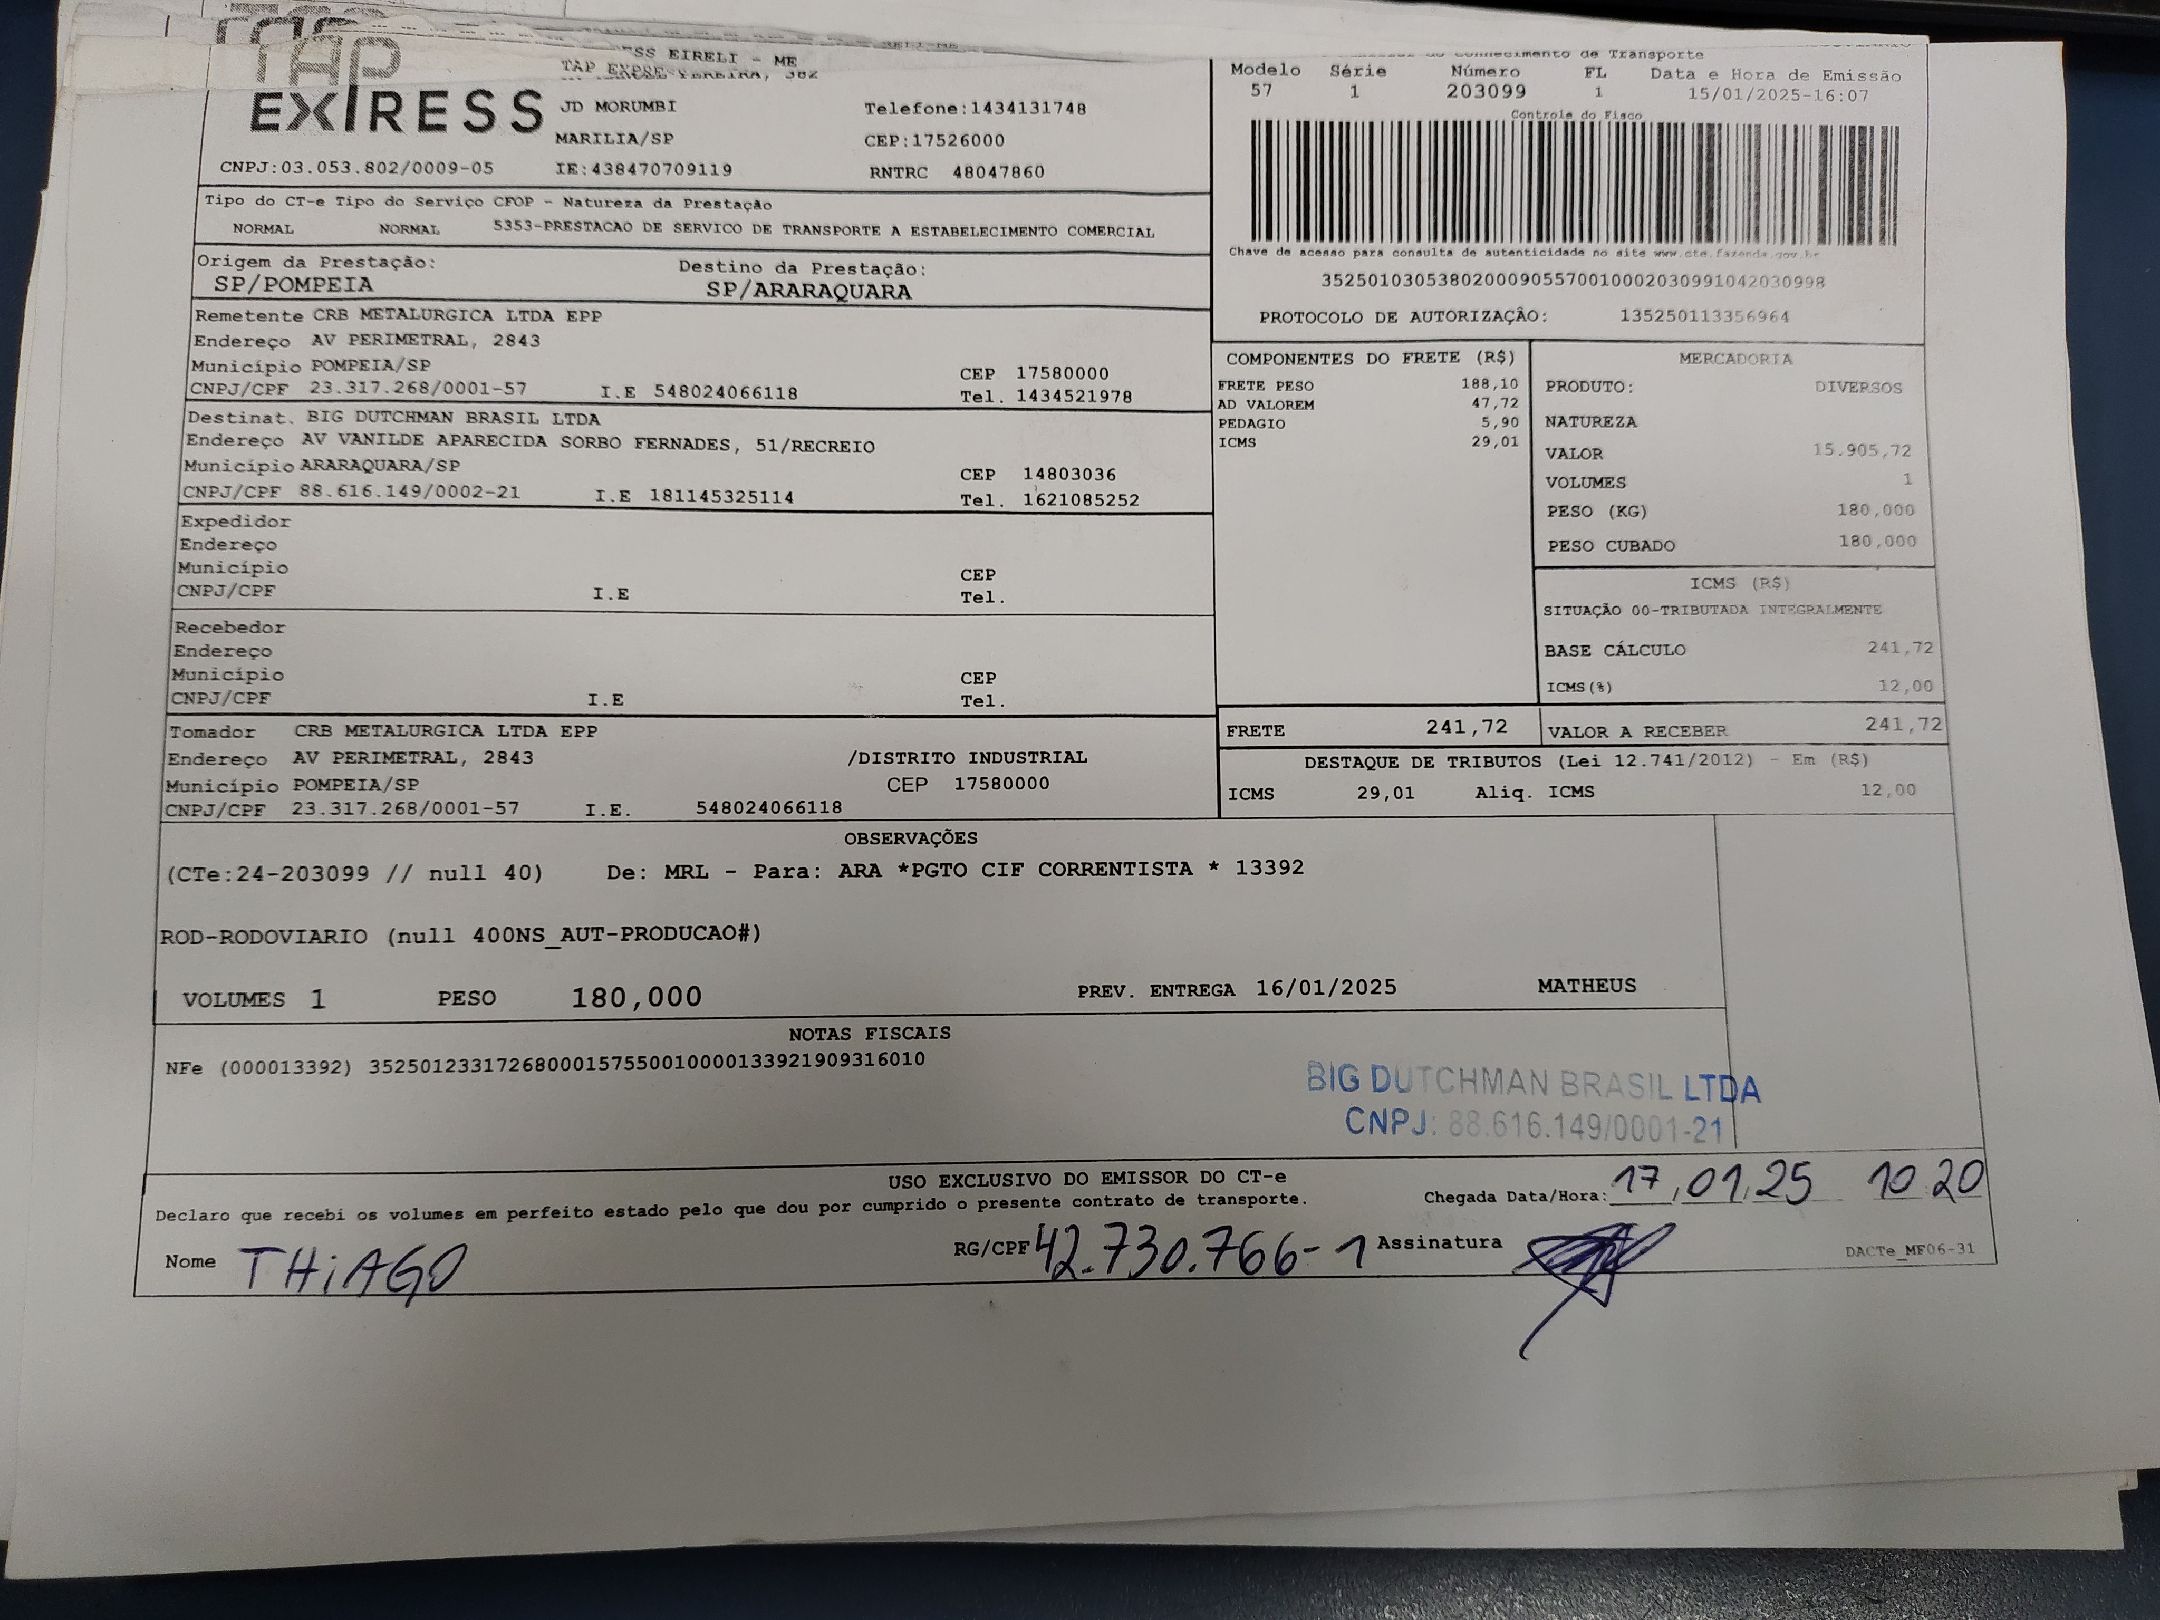 TAP
EXPRESS
SS EIRELI - ME
JD MORUMBI
Telefone:1434131748
MARILIA/SP
CEP:17526000
CNPJ:03.053.802/0009-05
IE:438470709119
RNTRC 48047860
Conhecimento de Transporte
Modelo Série Número FL Data e Hora de Emissão
57 1 203099 1 15/01/2025-16:07
Controle do Fisco
Chave de acesso para consulta de autenticidade no site www.cte.fazenda.gov.br
35250103053802000905570010002030991042030998
PROTOCOLO DE AUTORIZAÇÃO: 135250113356964
Tipo do CT-e Tipo do Serviço CFOP - Natureza da Prestação
NORMAL NORMAL 5353-PRESTACAO DE SERVICO DE TRANSPORTE A ESTABELECIMENTO COMERCIAL
Origem da Prestação: Destino da Prestação:
SP/POMPEIA SP/ARARAQUARA
Remetente CRB METALURGICA LTDA EPP
Endereço AV PERIMETRAL, 2843
Município POMPEIA/SP CEP 17580000
CNPJ/CPF 23.317.268/0001-57 I.E 548024066118 Tel. 1434521978
Destinat. BIG DUTCHMAN BRASIL LTDA
Endereço AV VANILDE APARECIDA SORBO FERNADES, 51/RECREIO
Município ARARAQUARA/SP CEP 14803036
CNPJ/CPF 88.616.149/0002-21 I.E 181145325114 Tel. 1621085252
Expedidor
Endereço
Município CEP
CNPJ/CPF I.E Tel.
Recebedor
Endereço
Município CEP
CNPJ/CPF I.E Tel.
Tomador CRB METALURGICA LTDA EPP
Endereço AV PERIMETRAL, 2843 /DISTRITO INDUSTRIAL
Município POMPEIA/SP CEP 17580000
CNPJ/CPF 23.317.268/0001-57 I.E. 548024066118
COMPONENTES DO FRETE (R$)
FRETE PESO 188,10
AD VALOREM 47,72
PEDAGIO 5,90
ICMS 29,01
MERCADORIA
PRODUTO: DIVERSOS
NATUREZA
VALOR 15.905,72
VOLUMES 1
PESO (KG) 180,000
PESO CUBADO 180,000
ICMS (R$)
SITUAÇÃO 00-TRIBUTADA INTEGRALMENTE
BASE CÁLCULO 241,72
ICMS(%) 12,00
FRETE 241,72 VALOR A RECEBER 241,72
DESTAQUE DE TRIBUTOS (Lei 12.741/2012) - Em (R$)
ICMS 29,01 Aliq. ICMS 12,00
OBSERVAÇÕES
(CTe:24-203099 // null 40) De: MRL - Para: ARA *PGTO CIF CORRENTISTA * 13392
ROD-RODOVIARIO (null 400NS_AUT-PRODUCAO#)
VOLUMES 1 PESO 180,000 PREV. ENTREGA 16/01/2025 MATHEUS
NOTAS FISCAIS
NFe (000013392) 35250123317268000157550010000133921909316010
BIG DUTCHMAN BRASIL LTDA
CNPJ: 88.616.149/0001-21
USO EXCLUSIVO DO EMISSOR DO CT-e
Declaro que recebi os volumes em perfeito estado pelo que dou por cumprido o presente contrato de transporte.
Chegada Data/Hora: 17,01,25 10 20
Nome THiAGO RG/CPF 42.730.766-1 Assinatura
DACTe_MF06-31